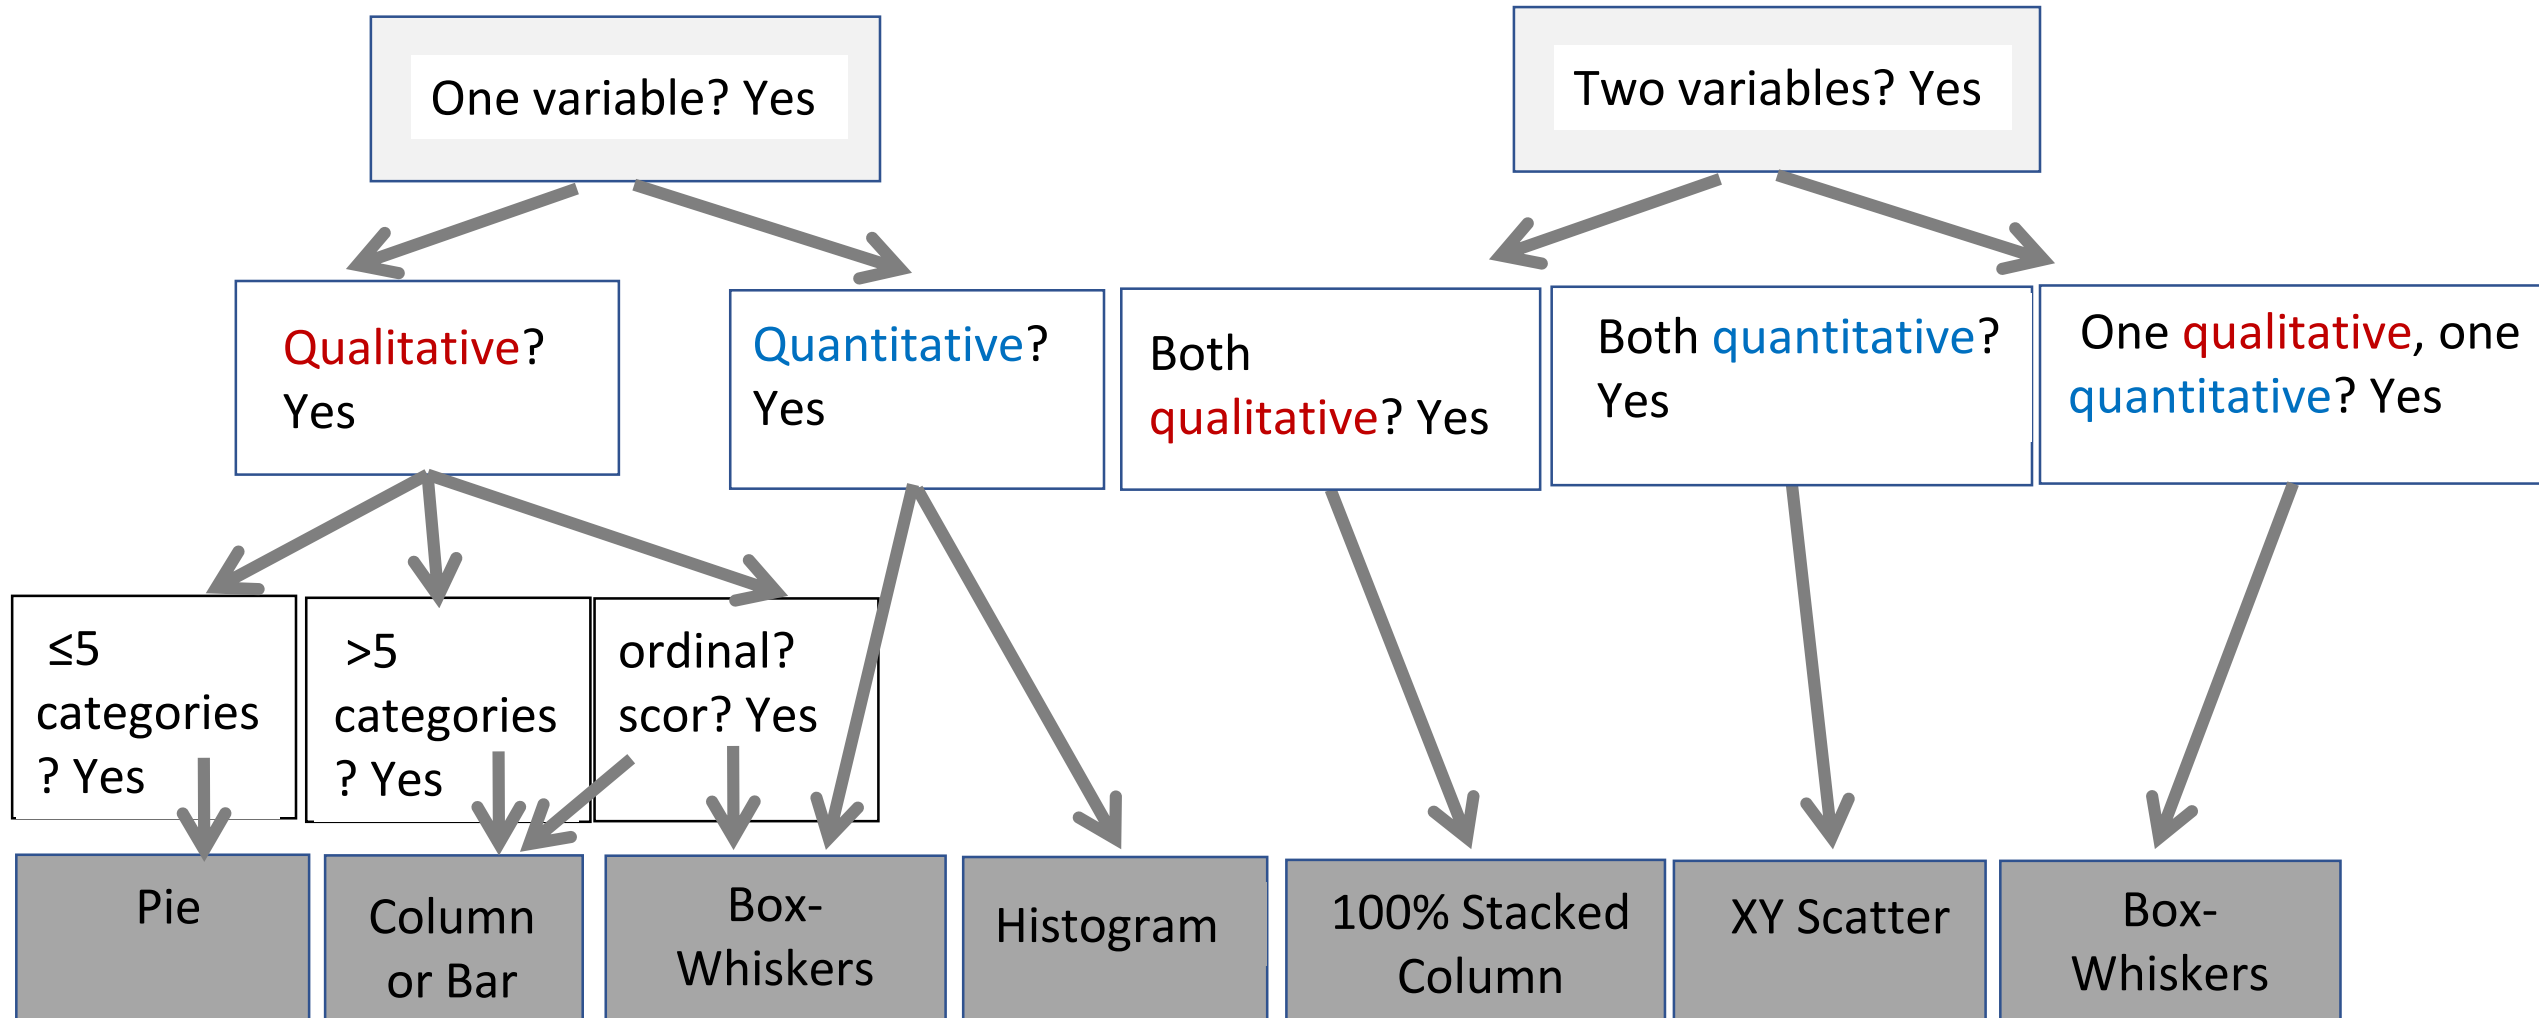 One variable? Yes
Two variables? Yes
Qualitative?
Yes
Quantitative?
Yes
Both
qualitative? Yes
Both quantitative?
Yes
One qualitative, one
quantitative? Yes
≤5
categories
? Yes
>5
categories
? Yes
ordinal?
scor? Yes
Pie
Column
or Bar
Box-
Whiskers
Histogram
100% Stacked
Column
XY Scatter
Box-
Whiskers